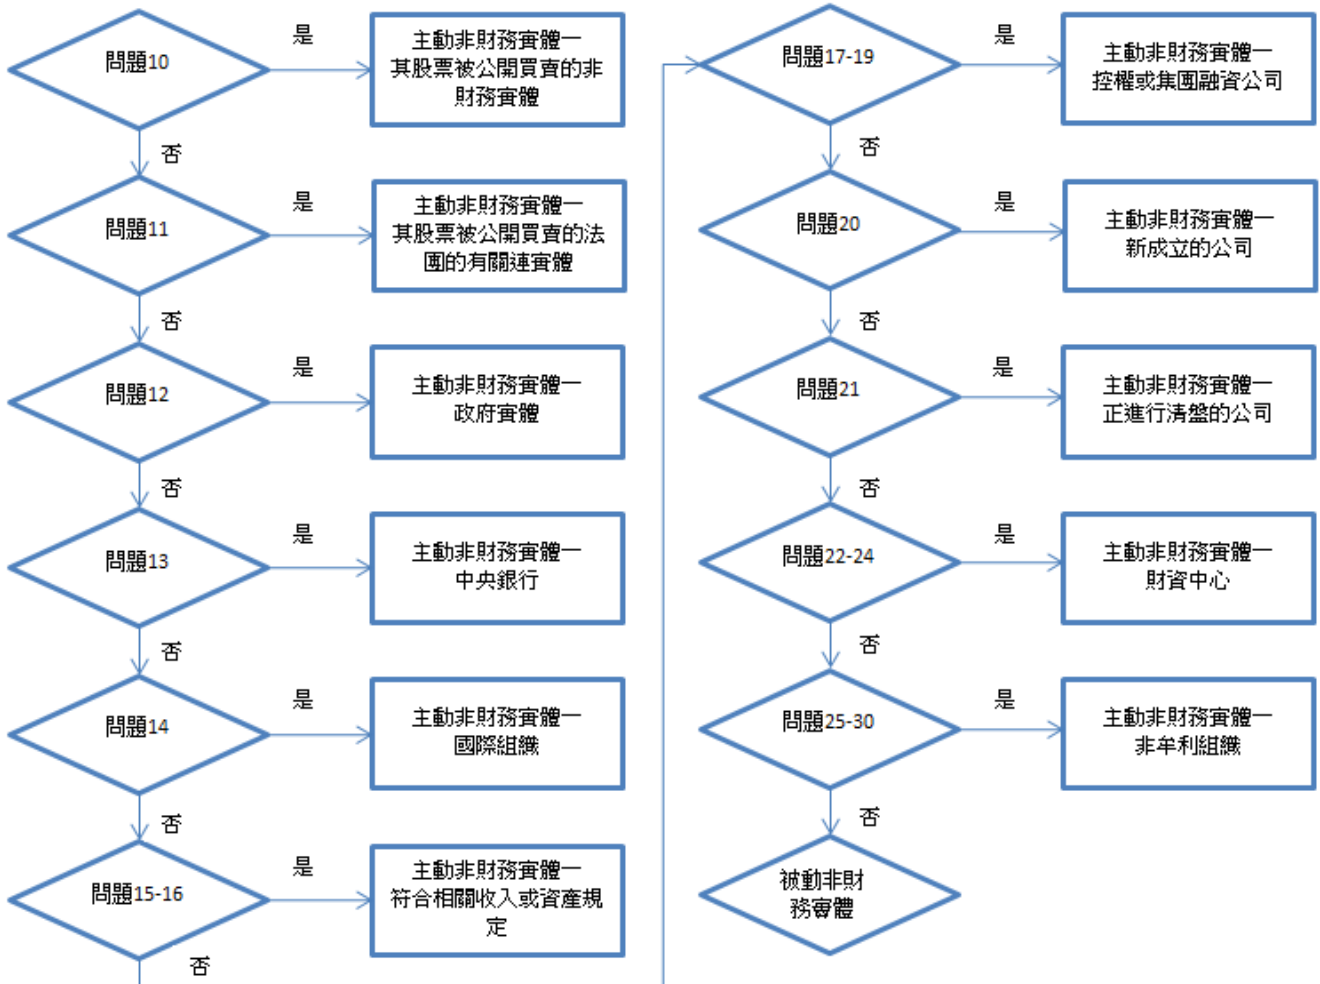 問題10
是
主動非財務實體一
其股票被公開買賣的非
財務實體
否
問題11
是
主動非財務實體一
其股票被公開買賣的法
團的有關連實體
否
問題12
是
主動非財務實體一
政府實體
否
問題13
是
主動非財務實體一
中央銀行
否
問題14
是
主動非財務實體一
國際組織
否
問題15-16
是
主動非財務實體一
符合相關收入或資產規
定
否
問題17-19
是
主動非財務實體一
控權或集團融資公司
否
問題20
是
主動非財務實體一
新成立的公司
否
問題21
是
主動非財務實體一
正進行清盤的公司
否
問題22-24
是
主動非財務實體一
財資中心
否
問題25-30
是
主動非財務實體一
非牟利組織
否
被動非財
務實體